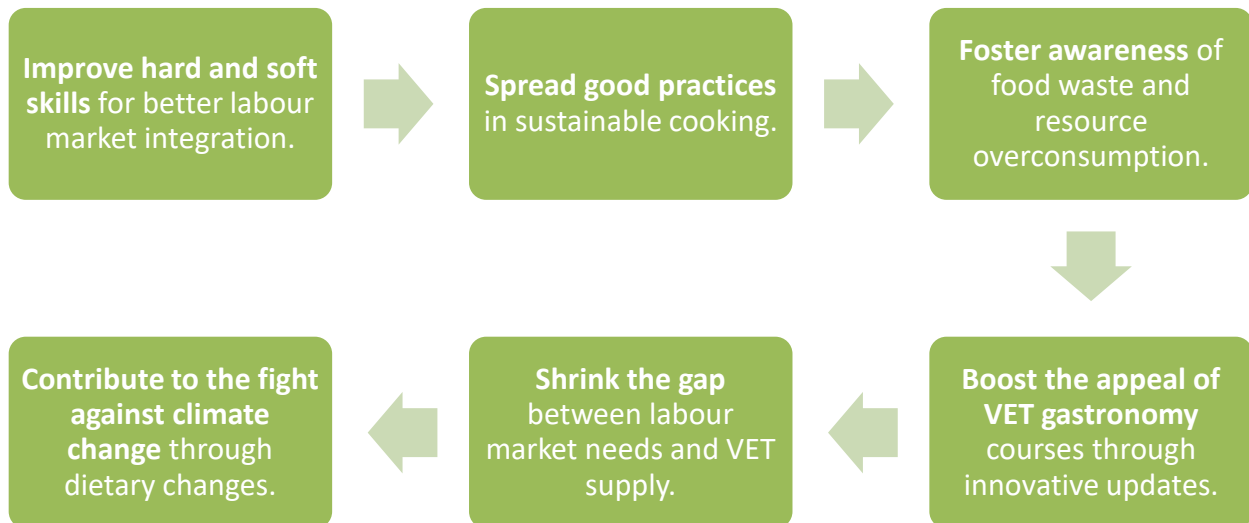 Improve hard and soft
skills for better labour
market integration.
Spread good practices
in sustainable cooking.
Foster awareness of
food waste and
resource
overconsumption.
Boost the appeal of
VET gastronomy
courses through
innovative updates.
Shrink the gap
between labour
market needs and VET
supply.
Contribute to the fight
against climate
change through
dietary changes.